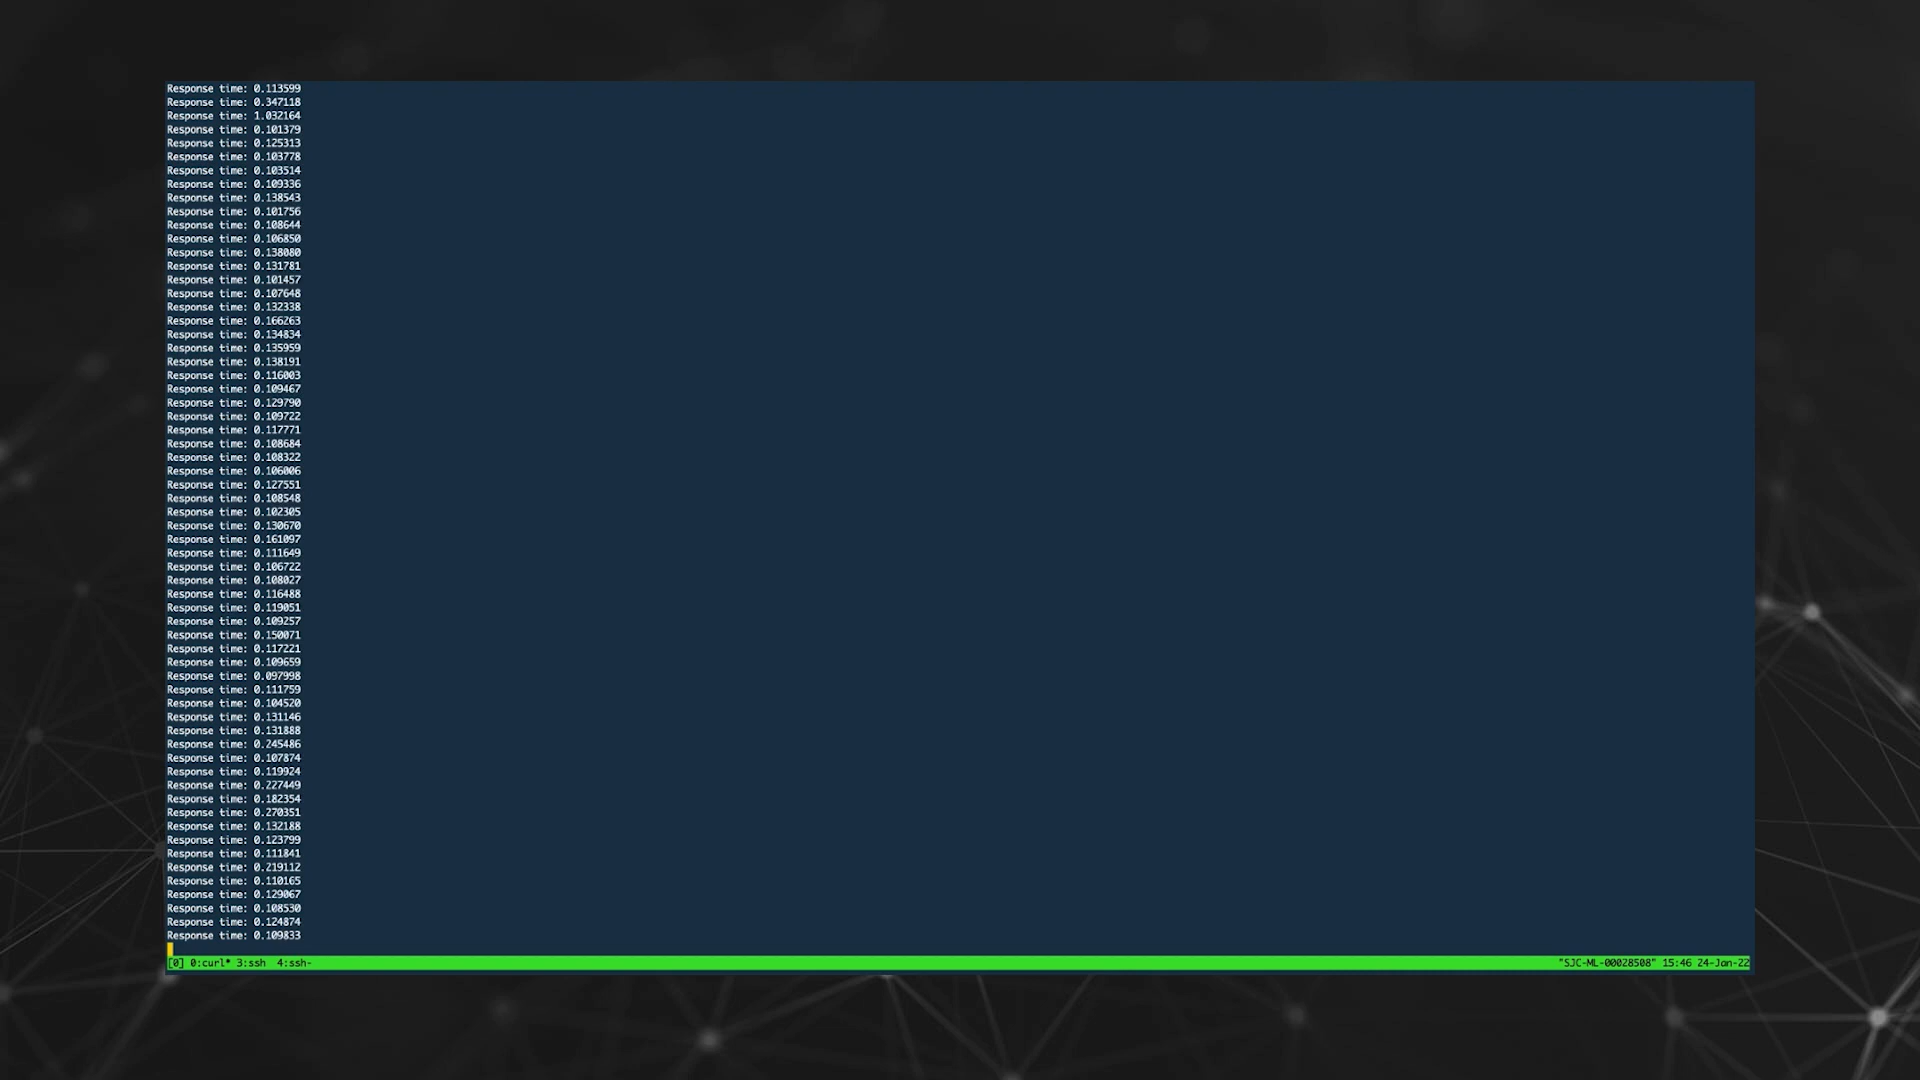 Response time: 0.113599
Response time: 0.347118
Response time: 1.032164
Response time: 0.101379
Response time: 0.125313
Response time: 0.103778
Response time: 0.103514
Response time: 0.109336
Response time: 0.138543
Response time: 0.101756
Response time: 0.108644
Response time: 0.106850
Response time: 0.138080
Response time: 0.131781
Response time: 0.101457
Response time: 0.107648
Response time: 0.132338
Response time: 0.166263
Response time: 0.134834
Response time: 0.135959
Response time: 0.138191
Response time: 0.116003
Response time: 0.109467
Response time: 0.129790
Response time: 0.109722
Response time: 0.117771
Response time: 0.108684
Response time: 0.108322
Response time: 0.106006
Response time: 0.127551
Response time: 0.108548
Response time: 0.102305
Response time: 0.130670
Response time: 0.161097
Response time: 0.111649
Response time: 0.106722
Response time: 0.108027
Response time: 0.116488
Response time: 0.119051
Response time: 0.109257
Response time: 0.150071
Response time: 0.117221
Response time: 0.109659
Response time: 0.097998
Response time: 0.111759
Response time: 0.104520
Response time: 0.131146
Response time: 0.131888
Response time: 0.245486
Response time: 0.107874
Response time: 0.119924
Response time: 0.227449
Response time: 0.182354
Response time: 0.270351
Response time: 0.132188
Response time: 0.123799
Response time: 0.111841
Response time: 0.219112
Response time: 0.110165
Response time: 0.129067
Response time: 0.108530
Response time: 0.124874
Response time: 0.109833
[0] 0:curl* 3:ssh  4:ssh- "SJC-ML-00028508" 15:46 24-Jan-22